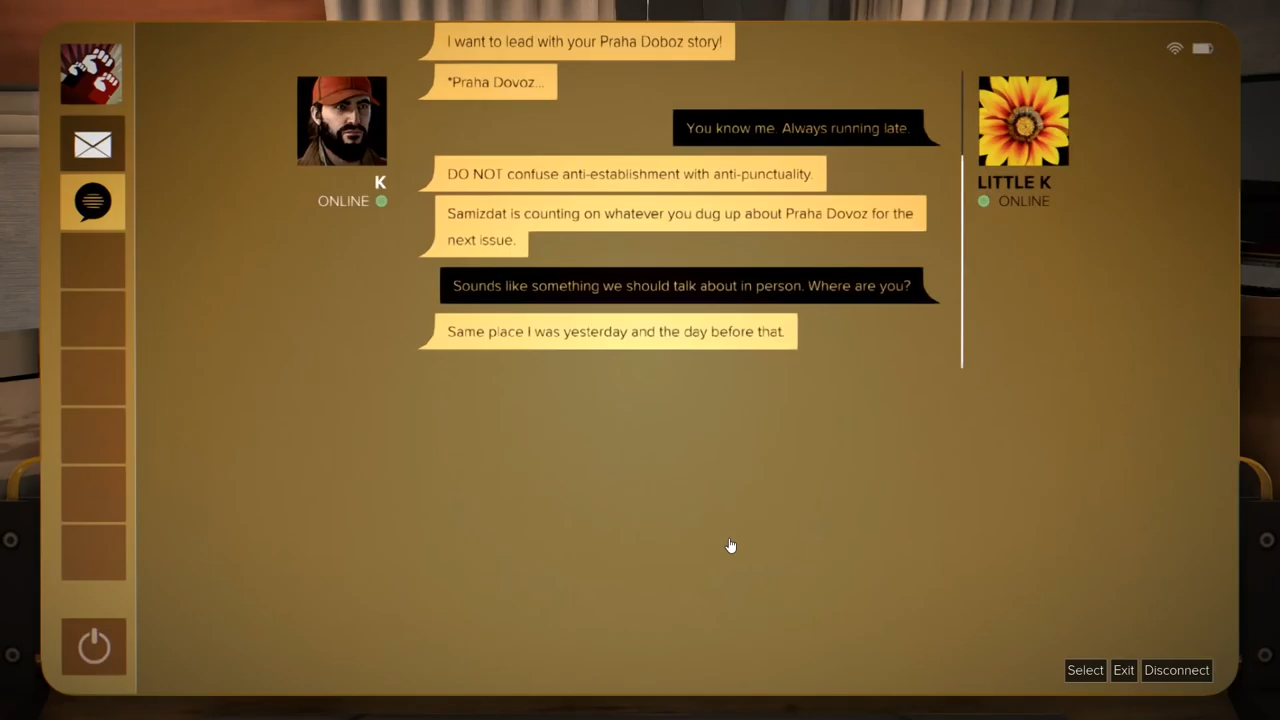 I want to lead with your Praha Doboz story!
*Praha Dovoz...
You know me. Always running late.
K
ONLINE
LITTLE K
ONLINE
DO NOT confuse anti-establishment with anti-punctuality.
Samizdat is counting on whatever you dug up about Praha Dovoz for the
next issue.
Sounds like something we should talk about in person. Where are you?
Same place I was yesterday and the day before that.
Select Exit Disconnect